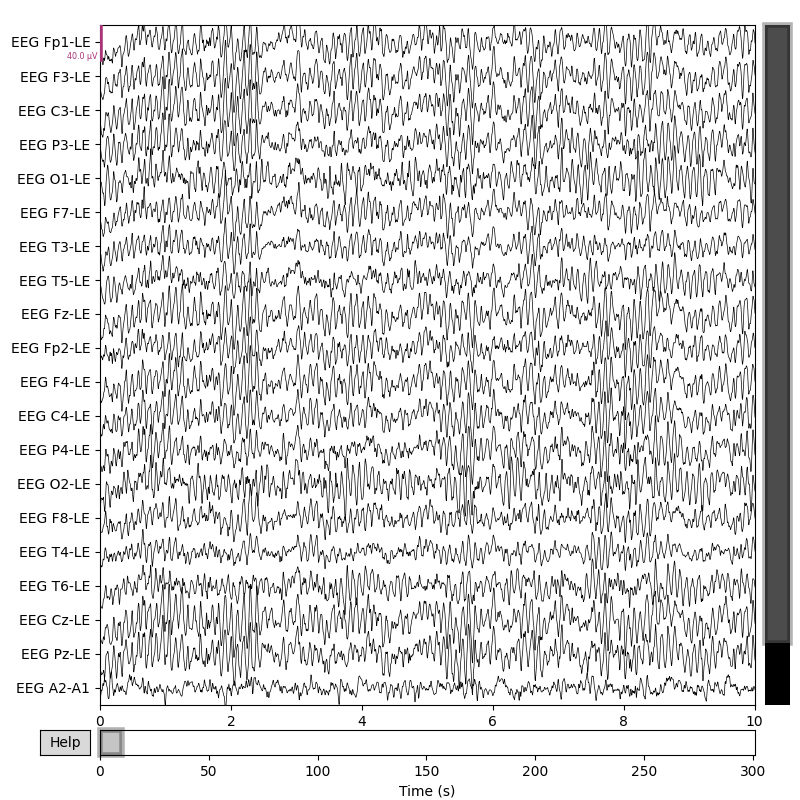 EEG Fp1-LE
40.0 µV
EEG F3-LE
EEG C3-LE
EEG P3-LE
EEG O1-LE
EEG F7-LE
EEG T3-LE
EEG T5-LE
EEG Fz-LE
EEG Fp2-LE
EEG F4-LE
EEG C4-LE
EEG P4-LE
EEG O2-LE
EEG F8-LE
EEG T4-LE
EEG T6-LE
EEG Cz-LE
EEG Pz-LE
EEG A2-A1
0 2 4 6 8 10
Help
0 50 100 150 200 250 300
Time (s)